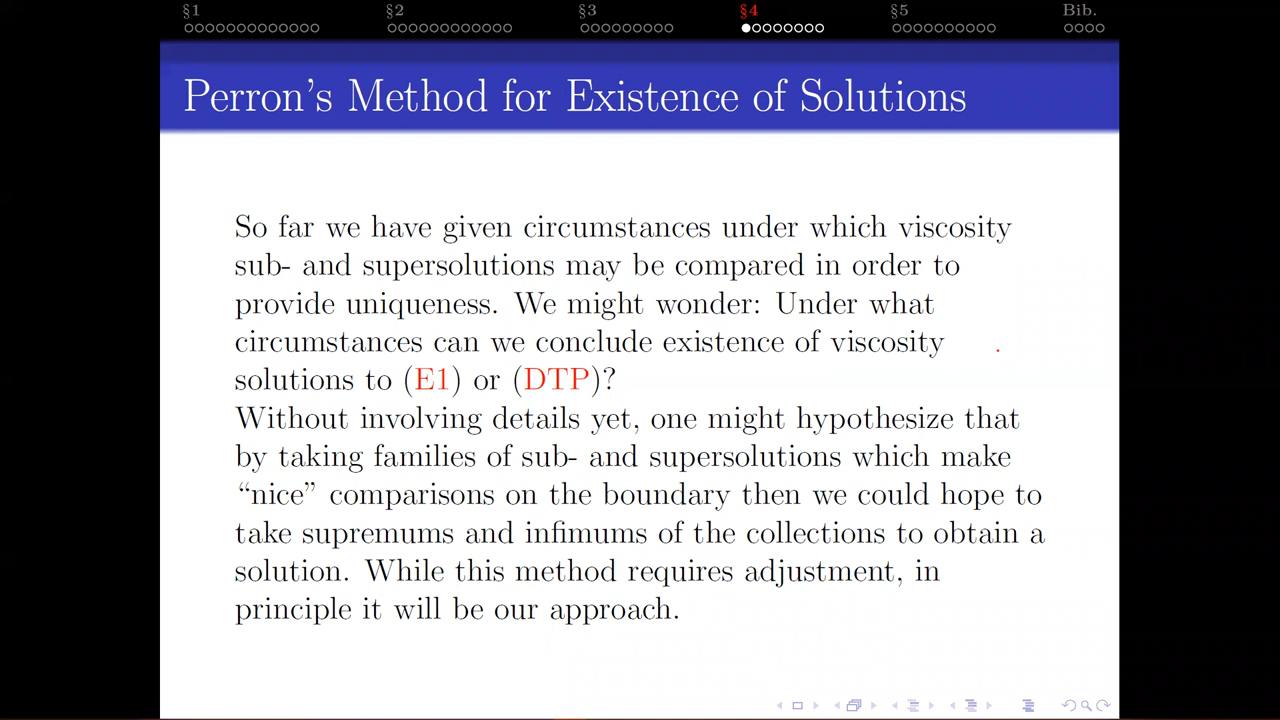 §1 §2 §3 §4 §5 Bib.
Perron's Method for Existence of Solutions
So far we have given circumstances under which viscosity
sub- and supersolutions may be compared in order to
provide uniqueness. We might wonder: Under what
circumstances can we conclude existence of viscosity
solutions to (E1) or (DTP)?
Without involving details yet, one might hypothesize that
by taking families of sub- and supersolutions which make
“nice” comparisons on the boundary then we could hope to
take supremums and infimums of the collections to obtain a
solution. While this method requires adjustment, in
principle it will be our approach.